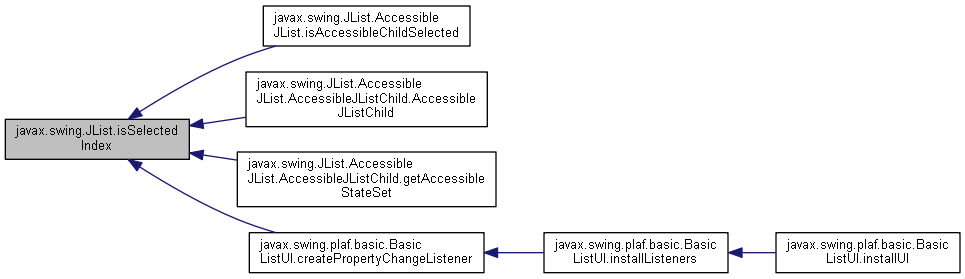 javax.swing.JList.Accessible
JList.isAccessibleChildSelected
javax.swing.JList.Accessible
JList.AccessibleJListChild.Accessible
JListChild
javax.swing.JList.isSelected
Index
javax.swing.JList.Accessible
JList.AccessibleJListChild.getAccessible
StateSet
javax.swing.plaf.basic.Basic
ListUI.createPropertyChangeListener
javax.swing.plaf.basic.Basic
ListUI.installListeners
javax.swing.plaf.basic.Basic
ListUI.installUI